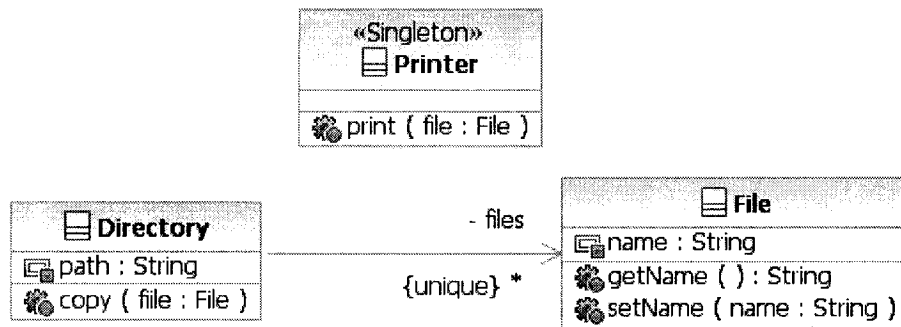 «Singleton»
Printer
print ( file : File )
Directory
path : String
copy ( fiile : File )
- files
{unique} *
File
name : String
getName ( ) : String
setName ( name : String )